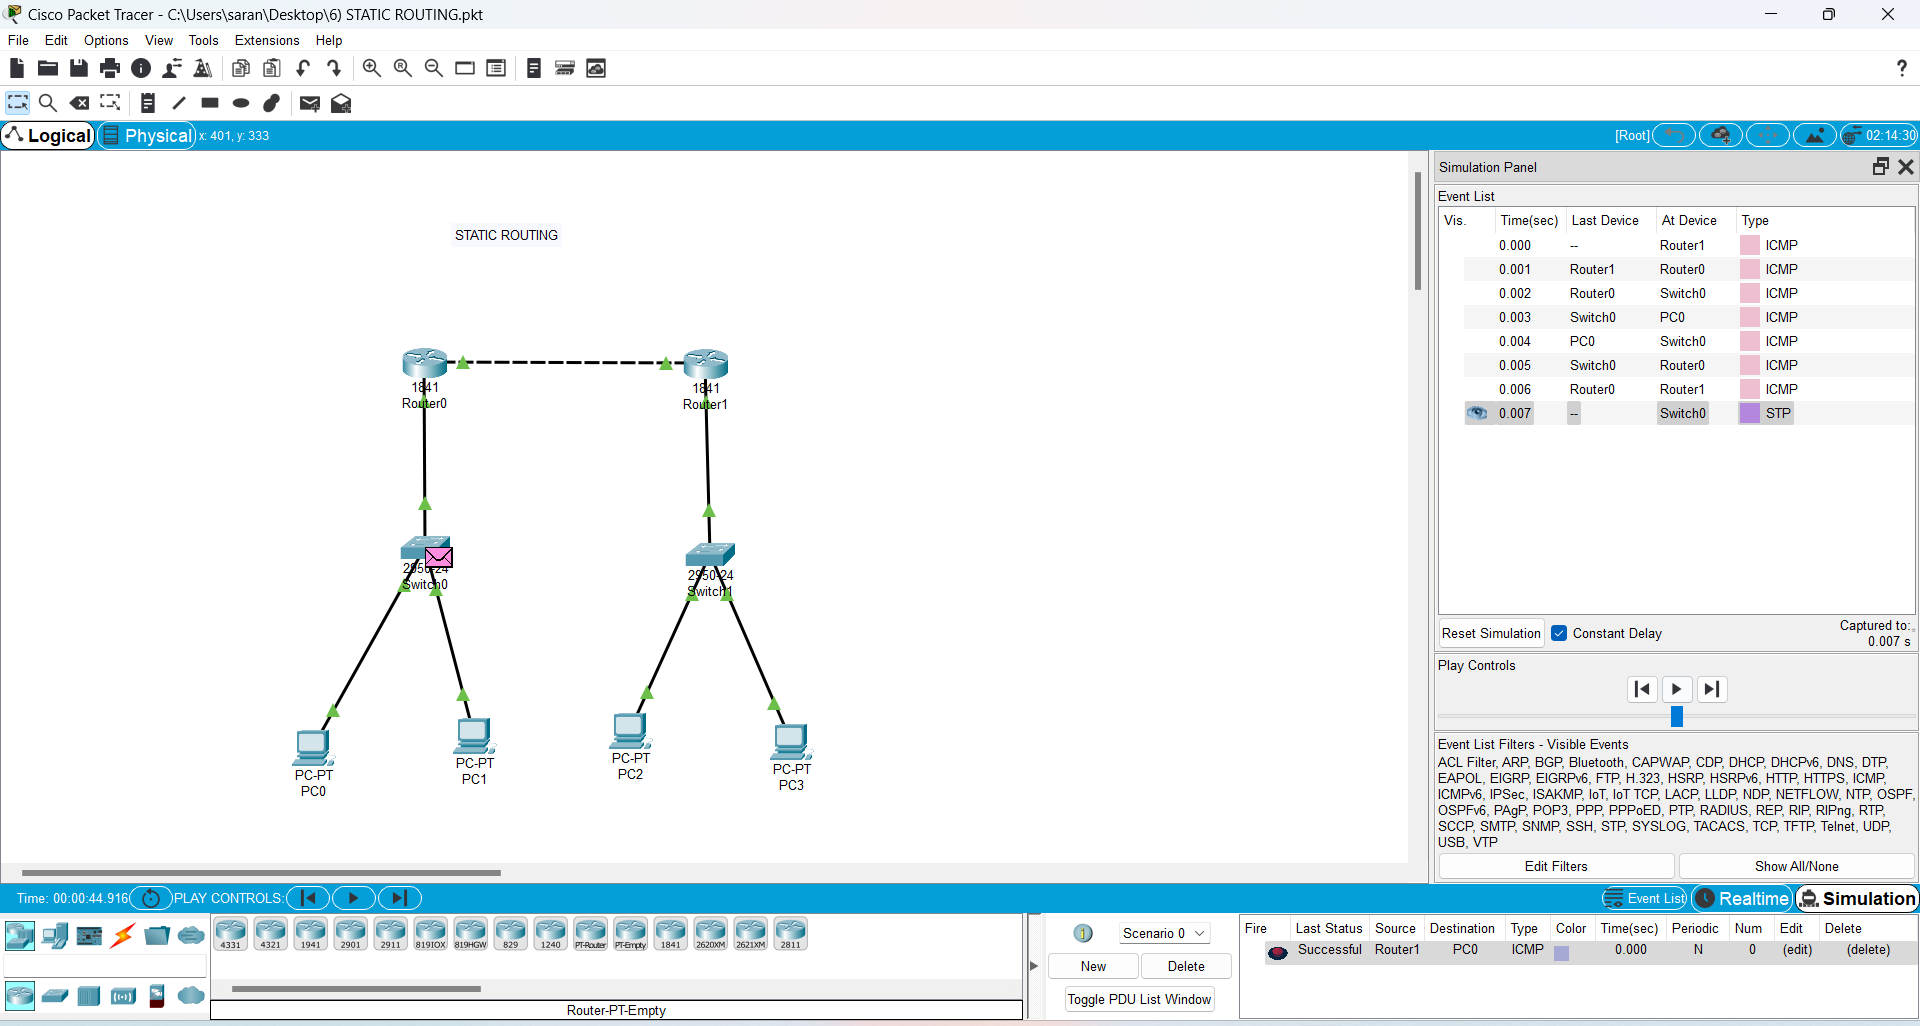 Cisco Packet Tracer - C:\Users\saran\Desktop\6) STATIC ROUTING.pkt
File Edit Options View Tools Extensions Help
Logical Physical x: 401, y: 333 [Root] 02:14:30
STATIC ROUTING
1841
Router0
1841
Router1
2950-24
Switch0
2950-24
Switch1
PC-PT
PC0
PC-PT
PC1
PC-PT
PC2
PC-PT
PC3
Simulation Panel
Event List
Vis. Time(sec) Last Device At Device Type
0.000 -- Router1 ICMP
0.001 Router1 Router0 ICMP
0.002 Router0 Switch0 ICMP
0.003 Switch0 PC0 ICMP
0.004 PC0 Switch0 ICMP
0.005 Switch0 Router0 ICMP
0.006 Router0 Router1 ICMP
0.007 -- Switch0 STP
Reset Simulation Constant Delay Captured to:
0.007 s
Play Controls
Event List Filters - Visible Events
ACL Filter, ARP, BGP, Bluetooth, CAPWAP, CDP, DHCP, DHCPv6, DNS, DTP,
EAPOL, EIGRP, EIGRPv6, FTP, H.323, HSRP, HSRPv6, HTTP, HTTPS, ICMP,
ICMPv6, IPSec, ISAKMP, IoT, IoT TCP, LACP, LLDP, NDP, NETFLOW, NTP, OSPF,
OSPFv6, PAgP, POP3, PPP, PPPoED, PTP, RADIUS, REP, RIP, RIPng, RTP,
SCCP, SMTP, SNMP, SSH, STP, SYSLOG, TACACS, TCP, TFTP, Telnet, UDP,
USB, VTP
Edit Filters Show All/None
Time: 00:00:44.916 PLAY CONTROLS: Event List Realtime Simulation
4331 4321 1941 2901 2911 819IOX 819HGW 829 1240 PT-Router PT-Empty 1841 2620XM 2621XM 2811
Router-PT-Empty
1 Scenario 0
New Delete
Toggle PDU List Window
Fire Last Status Source Destination Type Color Time(sec) Periodic Num Edit Delete
Successful Router1 PC0 ICMP 0.000 N 0 (edit) (delete)